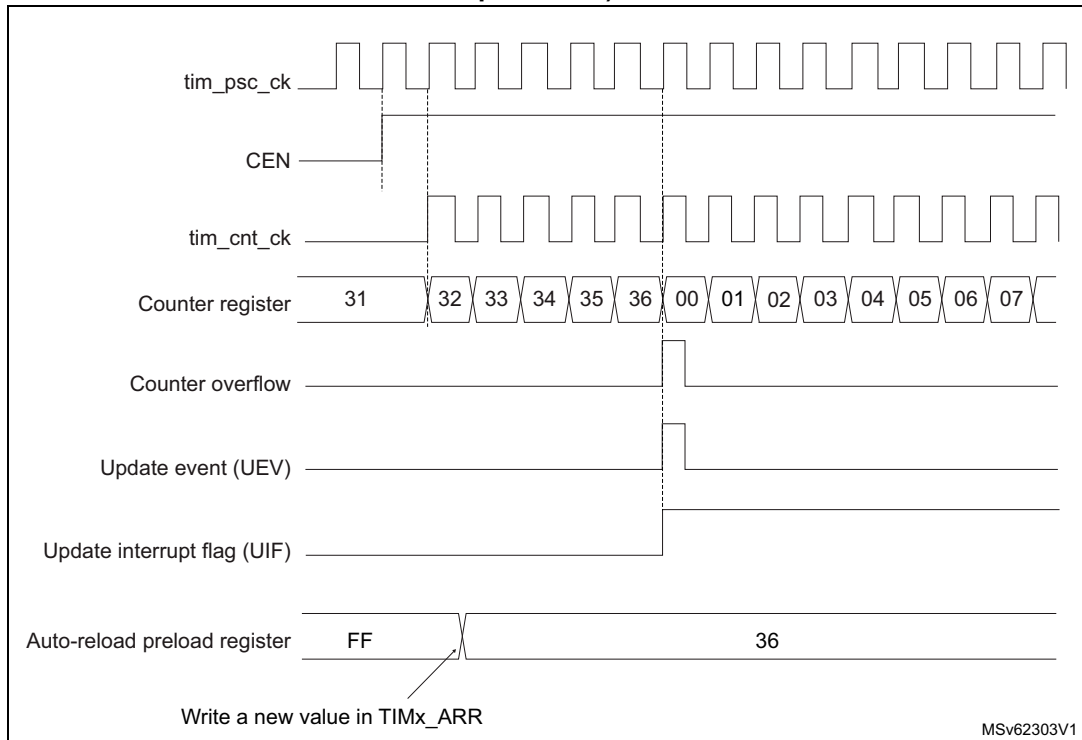 tim_psc_ck
CEN
tim_cnt_ck
Counter register 31 32 33 34 35 36 00 01 02 03 04 05 06 07
Counter overflow
Update event (UEV)
Update interrupt flag (UIF)
Auto-reload preload register FF 36
Write a new value in TIMx_ARR
MSv62303V1